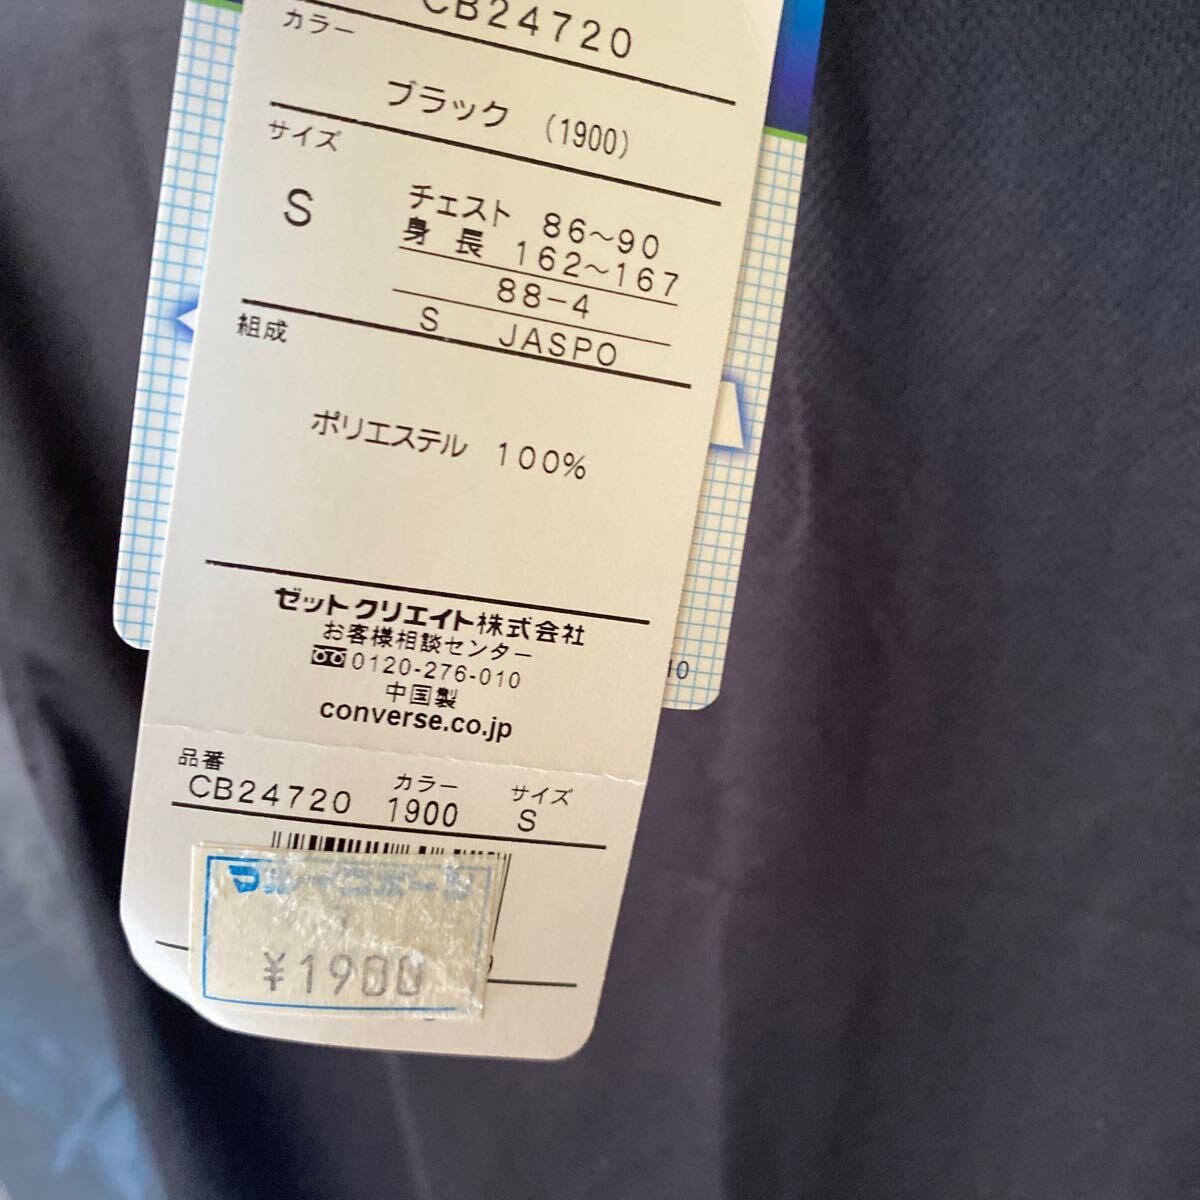 CB24720
カラー
ブラック (1900)
サイズ
S
チェスト 86~90
身長 162~167
88-4
S JASPO
組成
ポリエステル 100%
ゼット クリエイト株式会社
お客様相談センター
0120-276-010
中国製
converse.co.jp
10
品番 カラー サイズ
CB24720 1900 S
¥1900